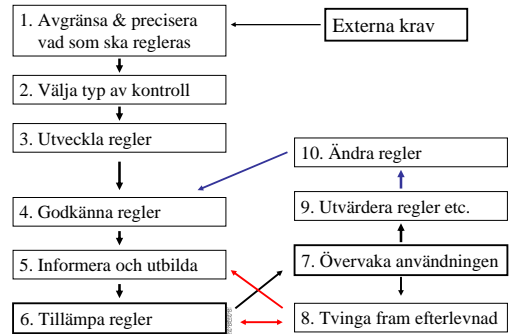 1. Avgränsa & precisera
vad som ska regleras
Externa krav
2. Välja typ av kontroll
3. Utveckla regler
10. Ändra regler
4. Godkänna regler
9. Utvärdera regler etc.
5. Informera och utbilda
7. Övervaka användningen
6. Tillämpa regler
8. Tvinga fram efterlevnad